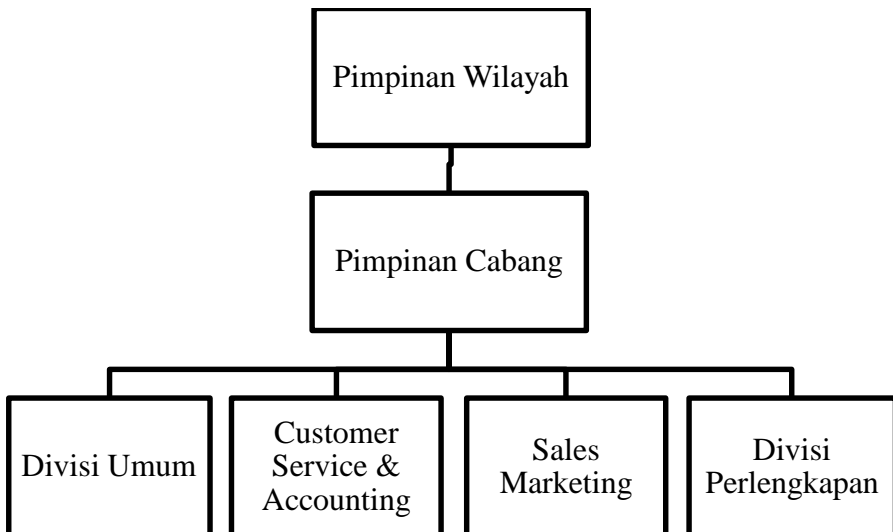 Pimpinan Wilayah
Pimpinan Cabang
Divisi Umum
Customer
Service &
Accounting
Sales
Marketing
Divisi
Perlengkapan